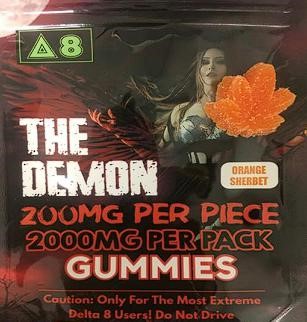 Δ8
THE
DEMON
ORANGE
SHERBET
200MG PER PIECE
2000MG PER PACK
GUMMIES
Caution: Only For The Most Extreme
Delta 8 Users! Do Not Drive